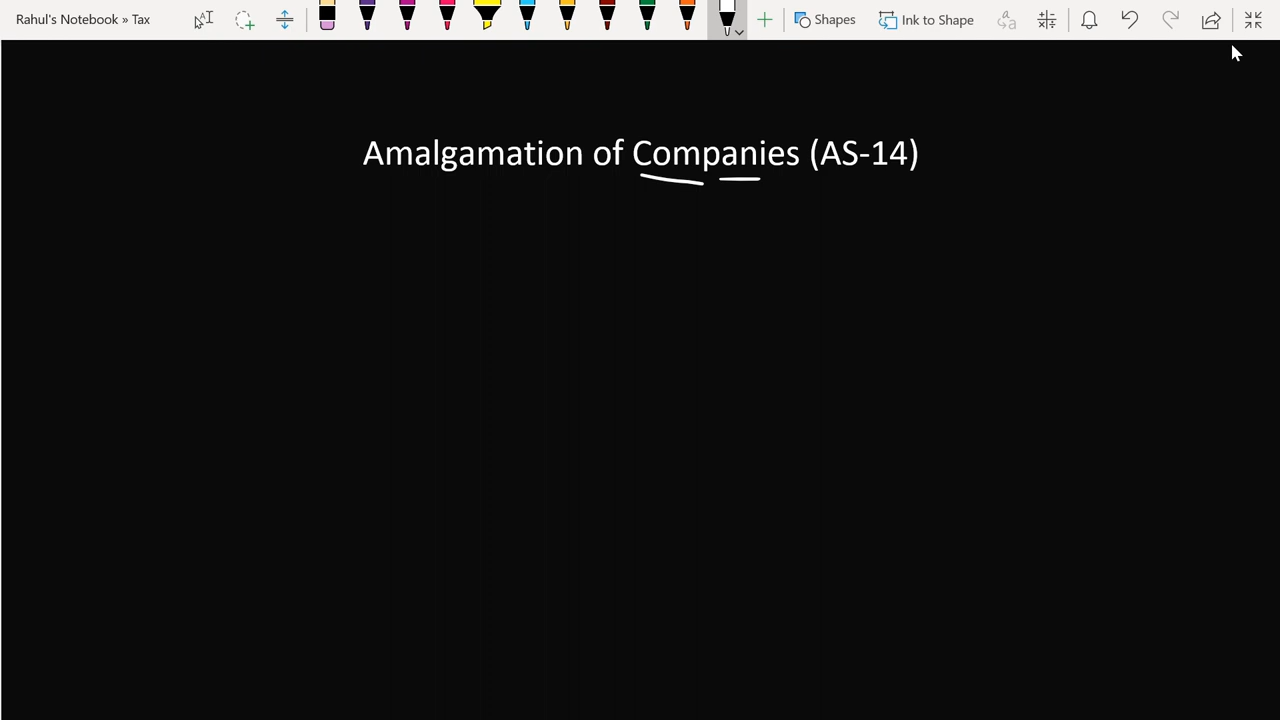 Rahul's Notebook » Tax
Shapes
Ink to Shape
Amalgamation of Companies (AS-14)